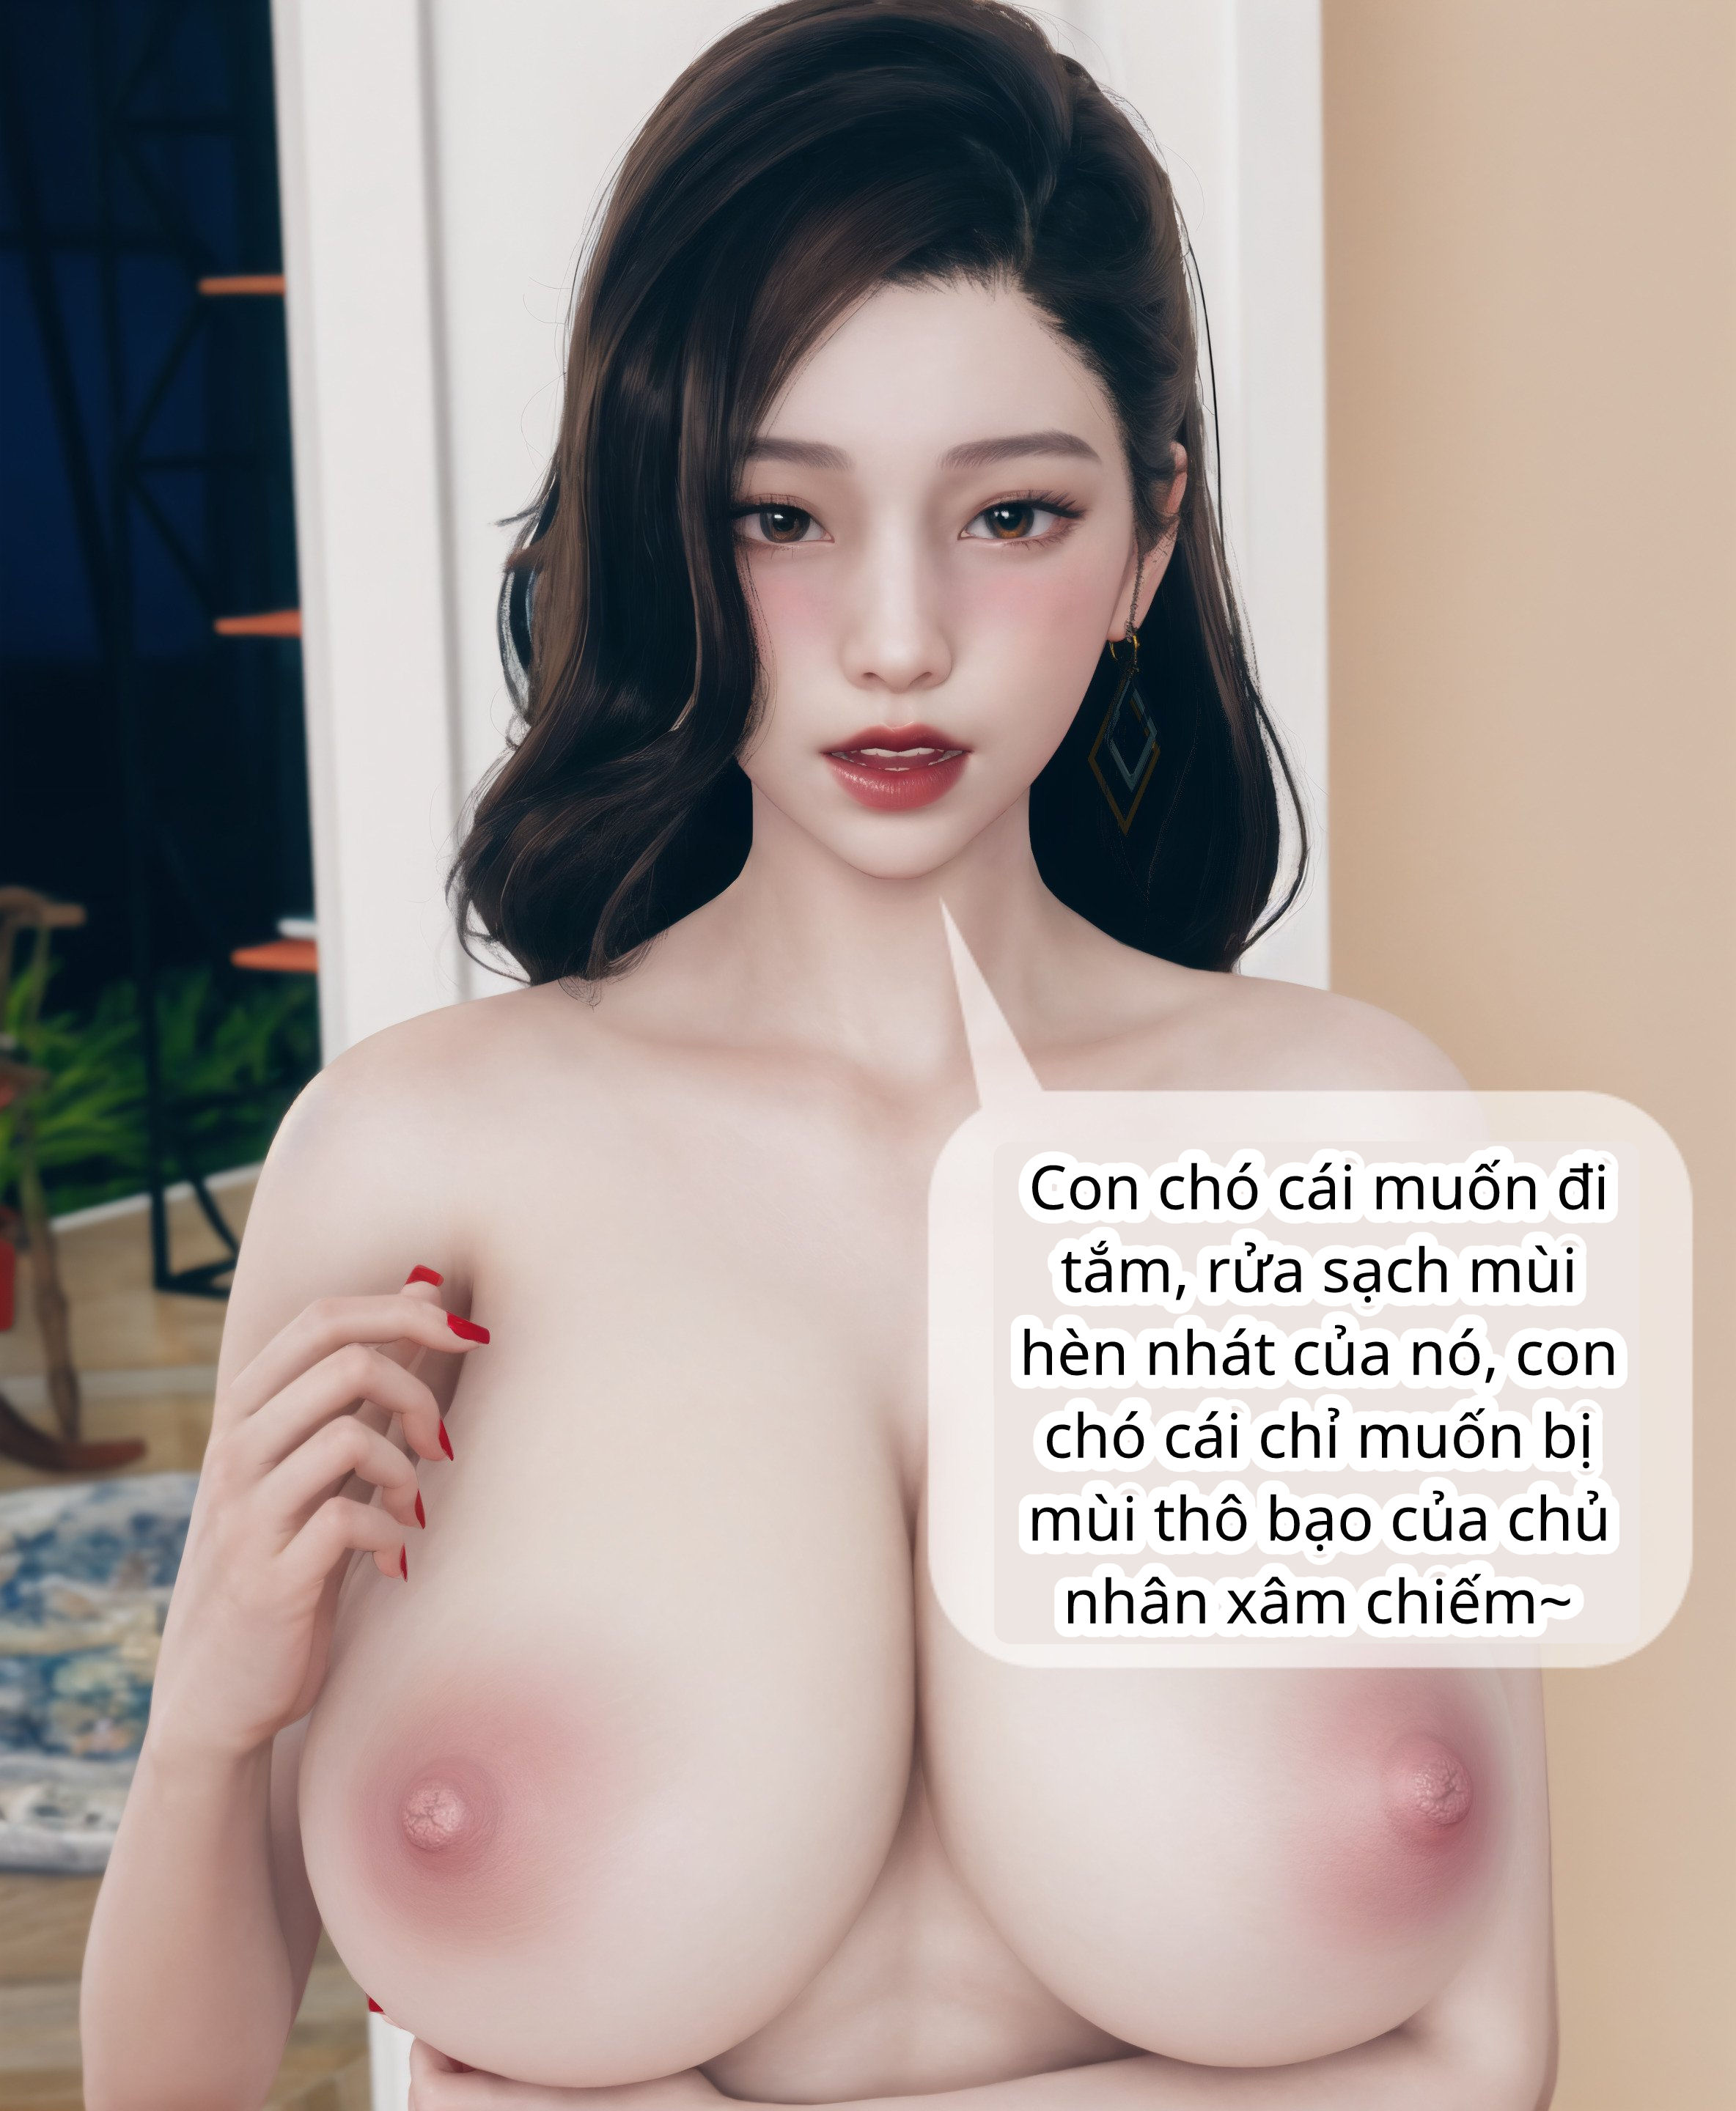 Con chó cái muốn đi
tắm, rửa sạch mùi
hèn nhát của nó, con
chó cái chỉ muốn bị
mùi thô bạo của chủ
nhân xâm chiếm~